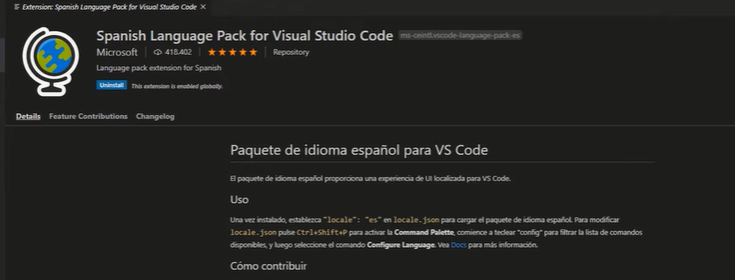 Extension: Spanish Language Pack for Visual Studio Code
Spanish Language Pack for Visual Studio Code ms-ceintl.vscode-language-pack-es
Microsoft 418.402 Repository
Language pack extension for Spanish
Uninstall This extension is enabled globally.
Details Feature Contributions Changelog
Paquete de idioma español para VS Code
El paquete de idioma español proporciona una experiencia de UI localizada para VS Code.
Uso
Una vez instalado, establezca "locale": "es" en locale.json para cargar el paquete de idioma español. Para modificar
locale.json pulse Ctrl+Shift+P para activar la Command Palette, comience a teclear "config" para filtrar la lista de comandos
disponibles, y luego seleccione el comando Configure Language. Vea Docs para más información.
Cómo contribuir